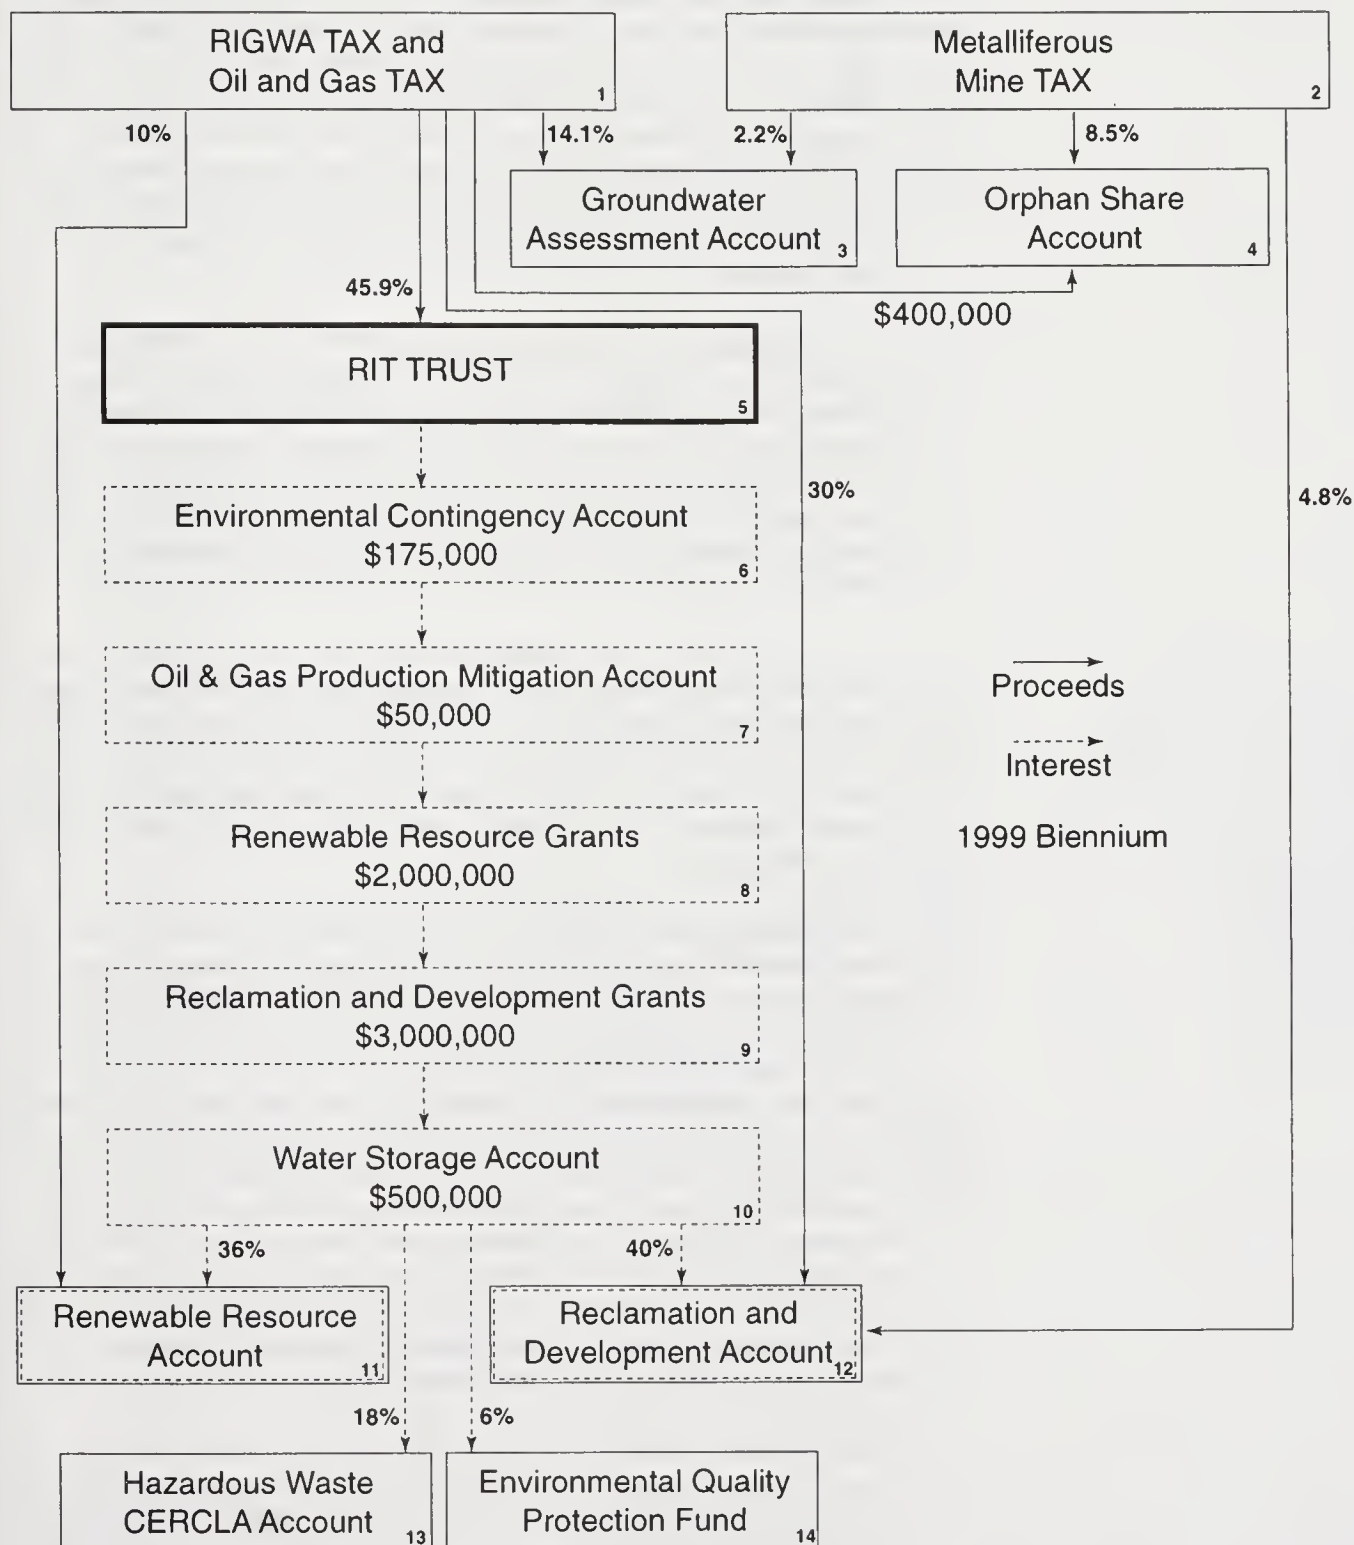 RIGWA TAX and
Oil and Gas TAX
1
Metalliferous
Mine TAX
2
10%
14.1%
2.2%
8.5%
Groundwater
Assessment Account
3
Orphan Share
Account
4
45.9%
$400,000
RIT TRUST
5
30%
4.8%
Environmental Contingency Account
$175,000
6
Oil & Gas Production Mitigation Account
$50,000
7
Proceeds
Interest
1999 Biennium
Renewable Resource Grants
$2,000,000
8
Reclamation and Development Grants
$3,000,000
9
Water Storage Account
$500,000
10
36%
40%
Renewable Resource
Account
11
Reclamation and
Development Account
12
18%
6%
Hazardous Waste
CERCLA Account
13
Environmental Quality
Protection Fund
14